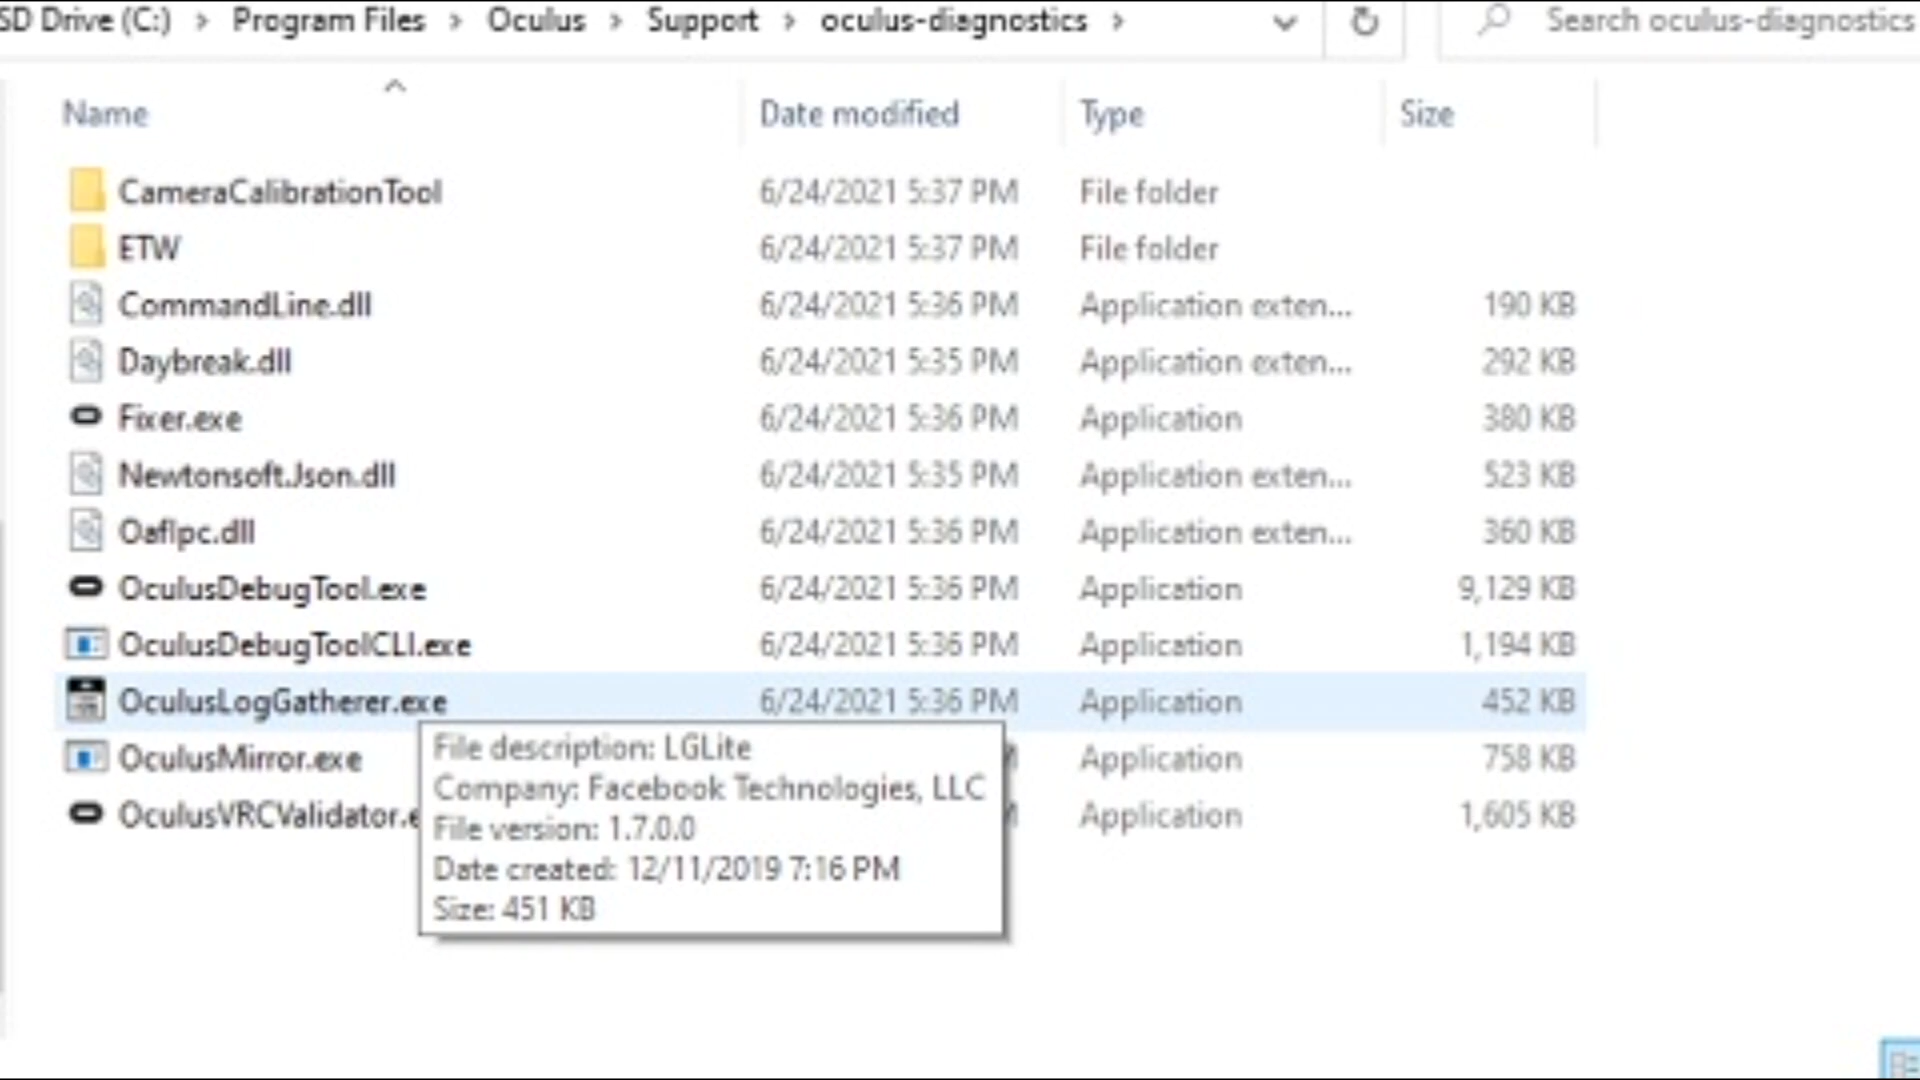 SD Drive (C:) › Program Files › Oculus › Support › oculus-diagnostics › Search oculus-diagnostics
Name Date modified Type Size
CameraCalibrationTool 6/24/2021 5:37 PM File folder
ETW 6/24/2021 5:37 PM File folder
CommandLine.dll 6/24/2021 5:36 PM Application exten... 190 KB
Daybreak.dll 6/24/2021 5:35 PM Application exten... 292 KB
Fixer.exe 6/24/2021 5:36 PM Application 380 KB
Newtonsoft.Json.dll 6/24/2021 5:35 PM Application exten... 523 KB
OafIpc.dll 6/24/2021 5:36 PM Application exten... 360 KB
OculusDebugTool.exe 6/24/2021 5:36 PM Application 9,129 KB
OculusDebugToolCLI.exe 6/24/2021 5:36 PM Application 1,194 KB
OculusLogGatherer.exe 6/24/2021 5:36 PM Application 452 KB
OculusMirror.exe Application 758 KB
OculusVRCValidator.e Application 1,605 KB
File description: LGLite
Company: Facebook Technologies, LLC
File version: 1.7.0.0
Date created: 12/11/2019 7:16 PM
Size: 451 KB